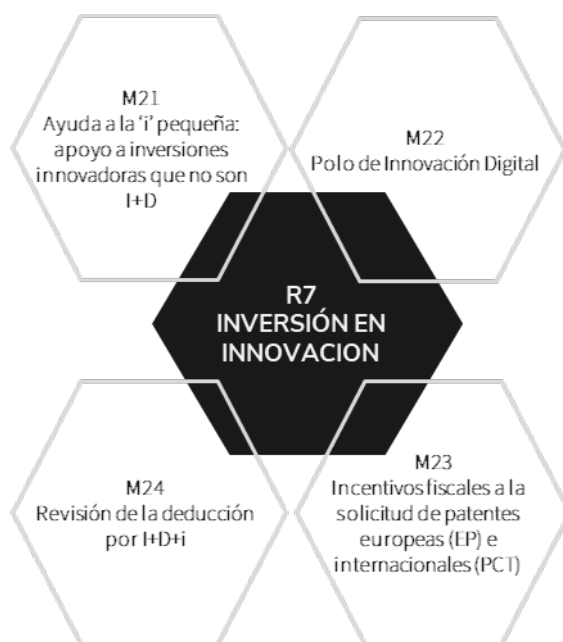 M21
Ayuda a la ‘i’ pequeña:
apoyo a inversiones
innovadoras que no son
I+D
M22
Polo de Innovación Digital
R7
INVERSIÓN EN
INNOVACION
M24
Revisión de la deducción
por I+D+i
M23
Incentivos fiscales a la
solicitud de patentes
europeas (EP) e
internacionales (PCT)